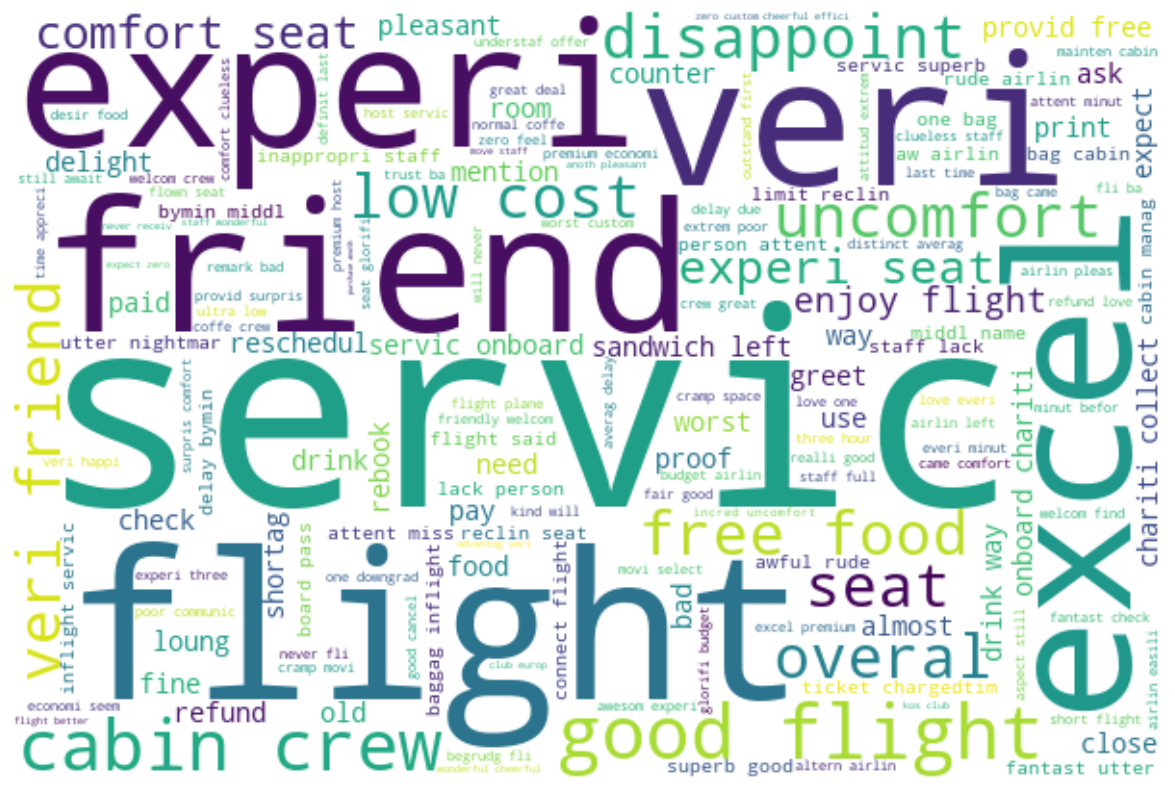 zero custom
cheerful effici
comfort seat
pleasant
disappoint
provid free
experi
understaf offer
mainten cabin
counter
servic superb
rude airlin
ask
great deal
definit last
veri
desir food
comfort clueless
host servic
room
normal coffe
outstand first
attitud extrem
attent minut
expect
one bag
print
zero feel
clueless staff
move staff
delight
inappropri staff
premium economi
aw airlin
bag cabin
mention
anoth pleasant
still await
welcom crew
trust ba
last time
flown seat
low cost
limit reclin
bag came
fli ba
bymin middl
uncomfort
time appreci
never receiv
staff wonderful
premium host
worst custom
delay due
extrem poor
friend
seat glorifi
will never
person attent
distinct averag
expect zero
remark bad
purchase anoth
experi seat
airlin pleas
excel
cabin manag
paid
provid surpris
crew great
enjoy flight
refund love
ultra low
coffe crew
way
middl name
utter nightmar
reschedul
servic onboard
sandwich left
staff lack
veri friend
servic
surpris comfort
delay bymin
averag delay
greet
onboard chariti
love everi
minut befor
chariti collect
flight plane
cramp space
love one
use
airlin left
friendly welcom
worst
flight said
three hour
everi minut
veri happi
drink
rebook
need
proof
realli good
came comfort
budget airlin
lack person
staff full
fair good
check
shortag
pay
kind will
incred uncomfort
welcom find
inflight servic
attent miss
reclin seat
free food
drink way
board pass
flight
advantag veri
movi select
awful rude
experi three
one downgrad
food
connect flight
bad
seat
fantast check
poor communic
good cancel
baggag inflight
excel premium
almost
loung
never fli
cramp movi
club europ
glorifi budget
overal
aspect still
airlin easili
fine
ticket chargedtim
economi seem
refund
old
awesom experi
kos club
short flight
flight better
cabin crew
good flight
close
begrudg fli
wonderful cheerful
superb good
altern airlin
fantast utter